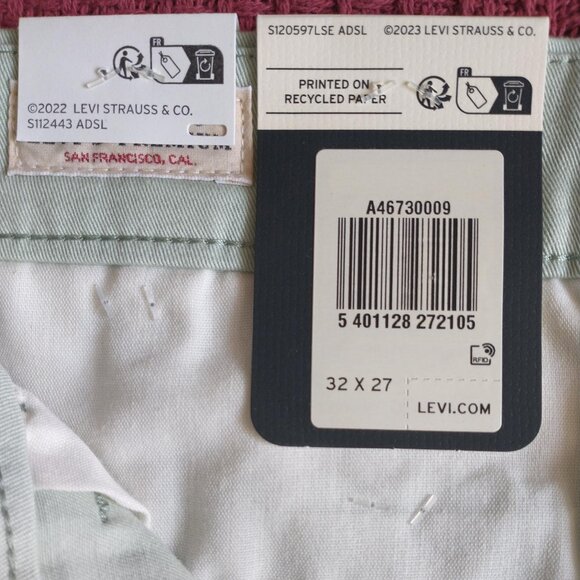 FR
©2022 LEVI STRAUSS & CO.
S112443 ADSL
SAN FRANCISCO, CAL.
S120597LSE ADSL
©2023 LEVI STRAUSS & CO.
PRINTED ON
RECYCLED PAPER
FR
A46730009
5 401128 272105
RFID
32 X 27
LEVI.COM